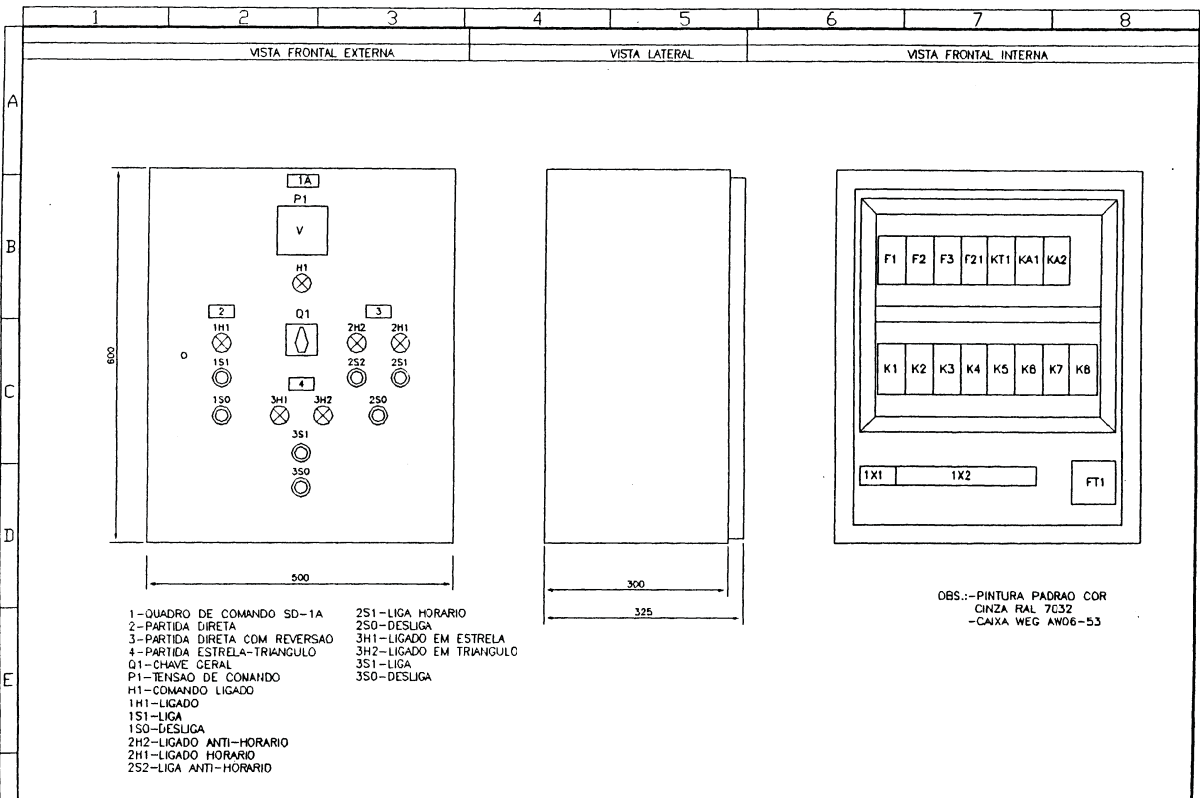 1 2 3 4 5 6 7 8
VISTA FRONTAL EXTERNA
VISTA LATERAL
VISTA FRONTAL INTERNA
A
B
C
D
E
1A
P1
V
H1
2
Q1
3
1H1
2H2
2H1
1S1
2S2
2S1
4
1S0
3H1
3H2
2S0
3S1
3S0
600
500
300
325
F1 F2 F3 F21 KT1 KA1 KA2
K1 K2 K3 K4 K5 K6 K7 K8
1X1
1X2
FT1
1-QUADRO DE COMANDO SD-1A
2-PARTIDA DIRETA
3-PARTIDA DIRETA COM REVERSAO
4-PARTIDA ESTRELA-TRIANGULO
Q1-CHAVE GERAL
P1-TENSAO DE COMANDO
H1-COMANDO LIGADO
1H1-LIGADO
1S1-LIGA
1S0-DESLIGA
2H2-LIGADO ANTI-HORARIO
2H1-LIGADO HORARIO
2S2-LIGA ANTI-HORARIO
2S1-LIGA HORARIO
2S0-DESLIGA
3H1-LIGADO EM ESTRELA
3H2-LIGADO EM TRIANGULO
3S1-LIGA
3S0-DESLIGA
OBS.:-PINTURA PADRAO COR
CINZA RAL 7032
-CAIXA WEG AW06-53